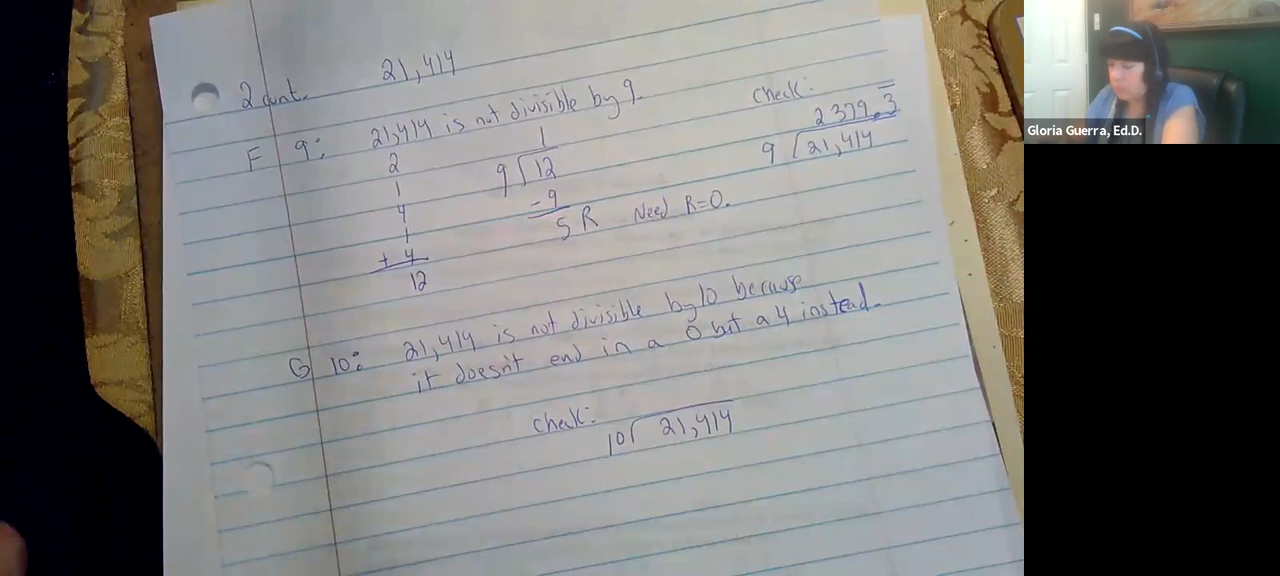 2 cont. 21,414
F 9: 21,414 is not divisible by 9.
2
1
4
1
+ 4
12
1
9 12
- 9
5 R Need R=0.
Check:
2 379.3̅
9 21,414
G 10: 21,414 is not divisible by 10 because
it doesn't end in a 0 but a 4 instead.
Check:
10 21,414
Gloria Guerra, Ed.D.